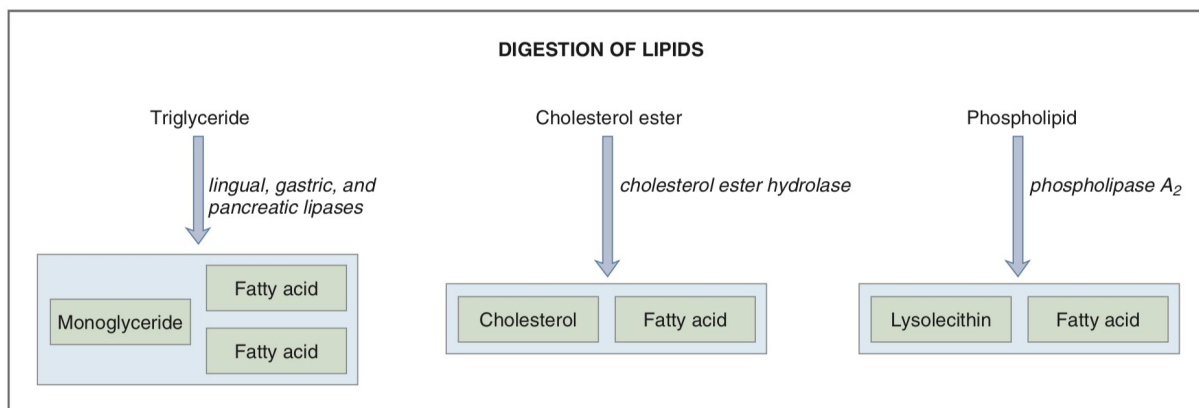 DIGESTION OF LIPIDS
Triglyceride
lingual, gastric, and
pancreatic lipases
Monoglyceride
Fatty acid
Fatty acid
Cholesterol ester
cholesterol ester hydrolase
Cholesterol
Fatty acid
Phospholipid
phospholipase A₂
Lysolecithin
Fatty acid